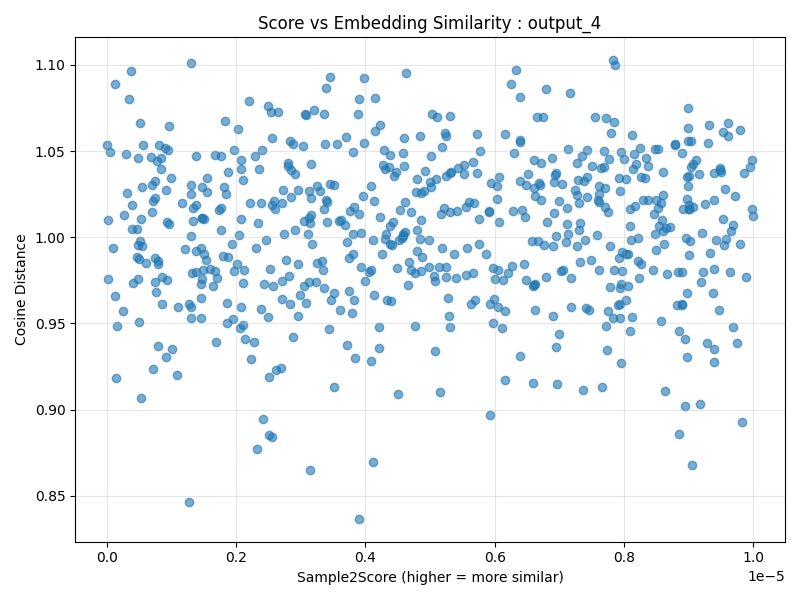 Score vs Embedding Similarity : output_4
Cosine Distance
1.10
1.05
1.00
0.95
0.90
0.85
0.0 0.2 0.4 0.6 0.8 1.0
1e−5
Sample2Score (higher = more similar)